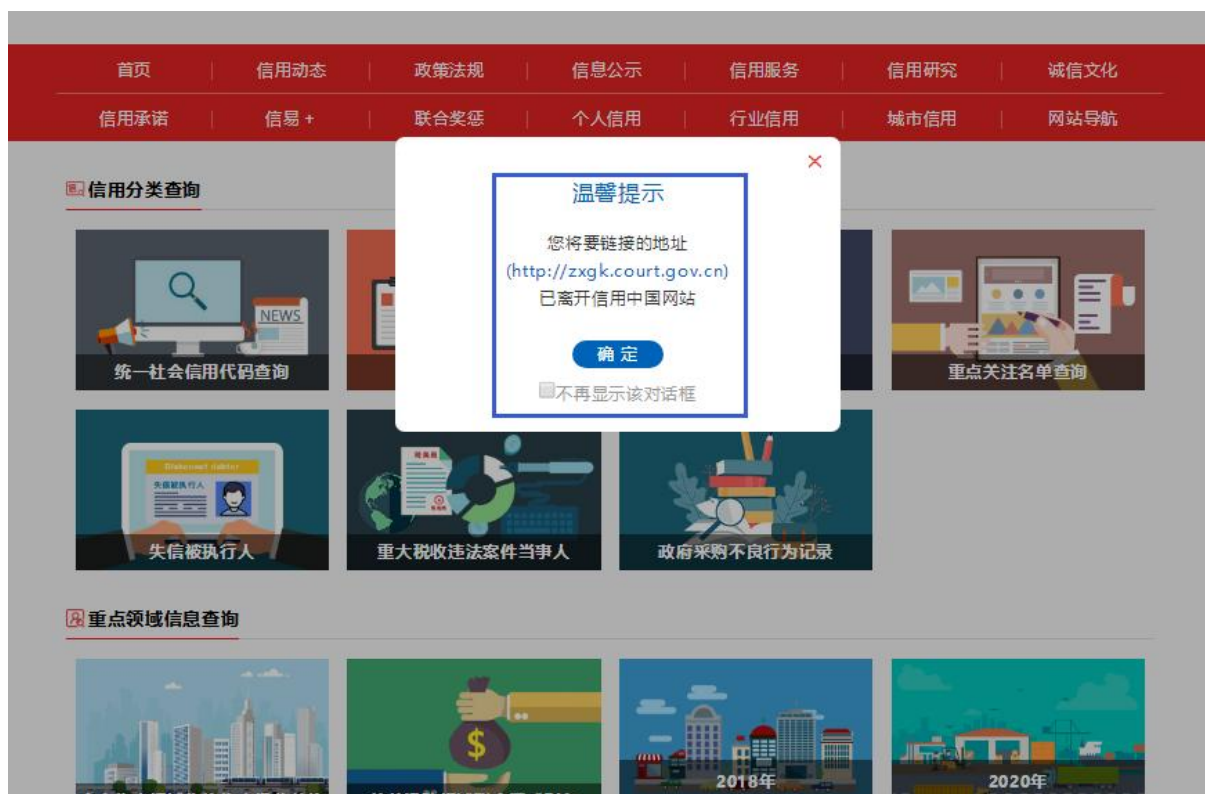 首页
信用动态
政策法规
信息公示
信用服务
信用研究
诚信文化
信用承诺
信易 +
联合奖惩
个人信用
行业信用
城市信用
网站导航
信用分类查询
温馨提示
您将要链接的地址
(http://zxgk.court.gov.cn)
已离开信用中国网站
确定
不再显示该对话框
NEWS
统一社会信用代码查询
重点关注名单查询
失信被执行人
失信被执行人
重大税收违法案件当事人
政府采购不良行为记录
重点领域信息查询
2018年
2020年